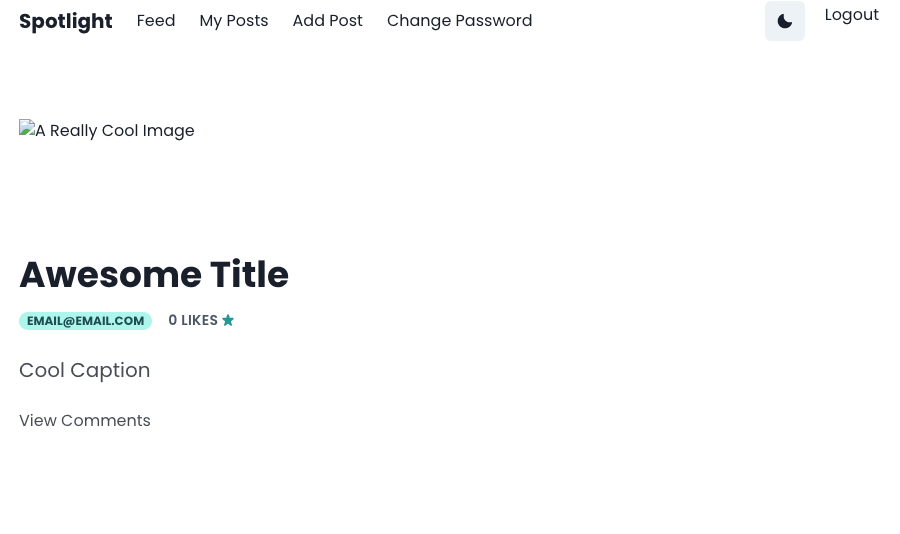 Spotlight Feed My Posts Add Post Change Password Logout
A Really Cool Image
Awesome Title
EMAIL@EMAIL.COM 0 LIKES
Cool Caption
View Comments